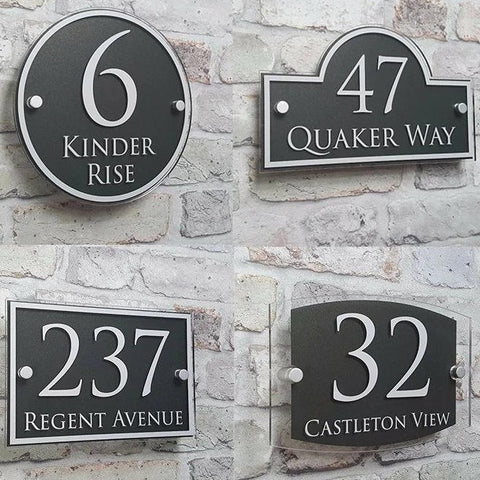 6
KINDER
RISE
47
QUAKER WAY
237
REGENT AVENUE
32
CASTLETON VIEW